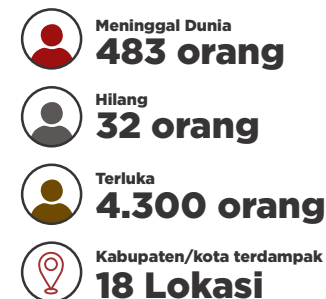 Meninggal Dunia
483 orang
Hilang
32 orang
Terluka
4.300 orang
Kabupaten/kota terdampak
18 Lokasi